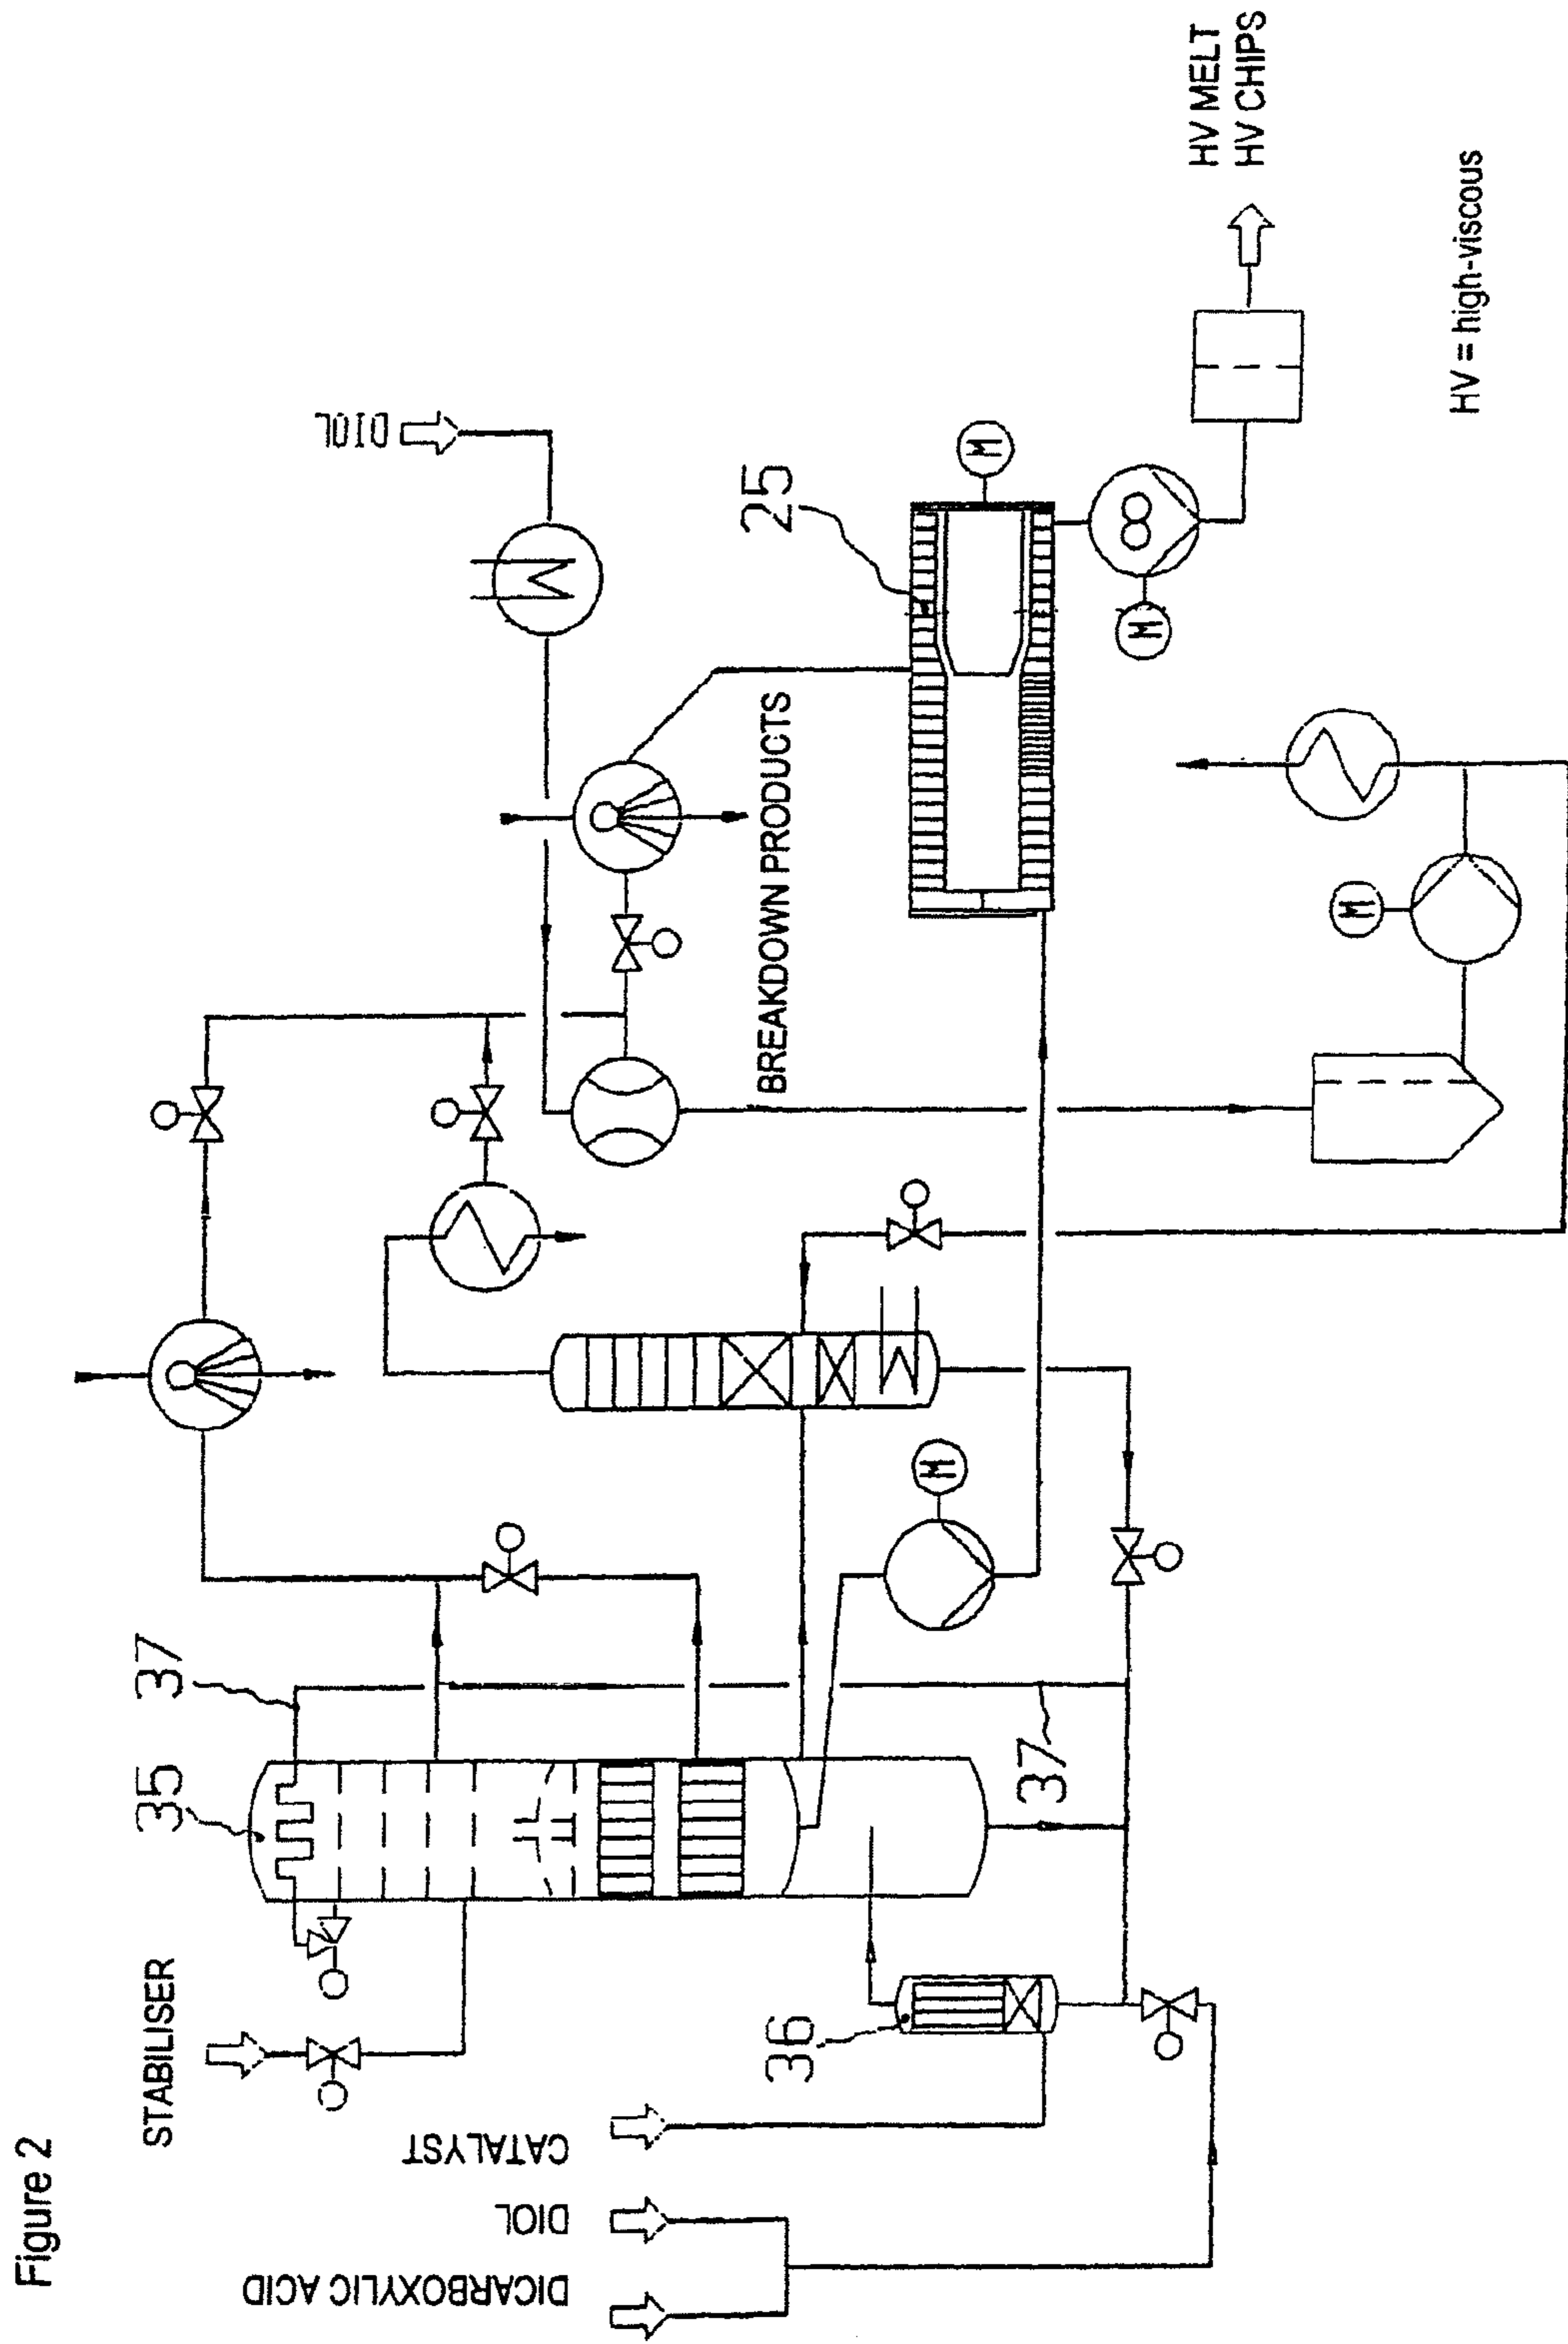 Figure 2
STABILISER
DICARBOXYLIC ACID
DIOL
CATALYST
35
37
36
37
DIOL
BREAKDOWN PRODUCTS
25
M
M
M
M
HV MELT
HV CHIPS
HV = high-viscous